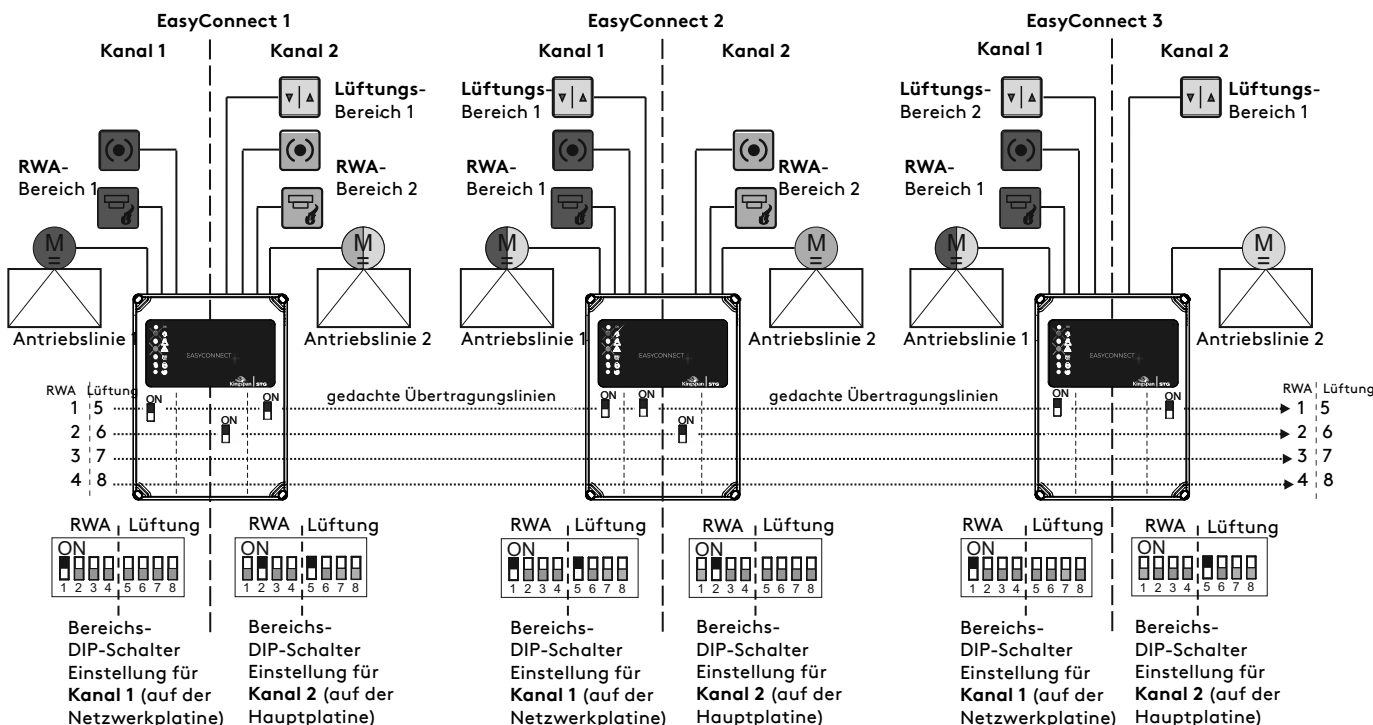 EasyConnect 1
Kanal 1
Kanal 2
Lüftungs-
Bereich 1
RWA-
Bereich 1
RWA-
Bereich 2
M
M
Antriebslinie 1
Antriebslinie 2
EASYCONNECT
Kingspan STG
EasyConnect 2
Kanal 1
Kanal 2
Lüftungs-
Bereich 1
RWA-
Bereich 1
RWA-
Bereich 2
M
M
Antriebslinie 1
Antriebslinie 2
EASYCONNECT
Kingspan STG
EasyConnect 3
Kanal 1
Kanal 2
Lüftungs-
Bereich 2
Lüftungs-
Bereich 1
RWA-
Bereich 1
M
M
Antriebslinie 1
Antriebslinie 2
EASYCONNECT
Kingspan STG
RWA Lüftung
RWA Lüftung
ON ON ON ON ON ON ON
gedachte Übertragungslinien
gedachte Übertragungslinien
1 5
1 5
ON ON
2 6
2 6
3 7
3 7
4 8
4 8
RWA Lüftung
ON
1 2 3 4 5 6 7 8
Bereichs-
DIP-Schalter
Einstellung für
Kanal 1 (auf der
Netzwerkplatine)
RWA Lüftung
ON
1 2 3 4 5 6 7 8
Bereichs-
DIP-Schalter
Einstellung für
Kanal 2 (auf der
Hauptplatine)
RWA Lüftung
ON
1 2 3 4 5 6 7 8
Bereichs-
DIP-Schalter
Einstellung für
Kanal 1 (auf der
Netzwerkplatine)
RWA Lüftung
ON
1 2 3 4 5 6 7 8
Bereichs-
DIP-Schalter
Einstellung für
Kanal 2 (auf der
Hauptplatine)
RWA Lüftung
ON
1 2 3 4 5 6 7 8
Bereichs-
DIP-Schalter
Einstellung für
Kanal 1 (auf der
Netzwerkplatine)
RWA Lüftung
ON
1 2 3 4 5 6 7 8
Bereichs-
DIP-Schalter
Einstellung für
Kanal 2 (auf der
Hauptplatine)